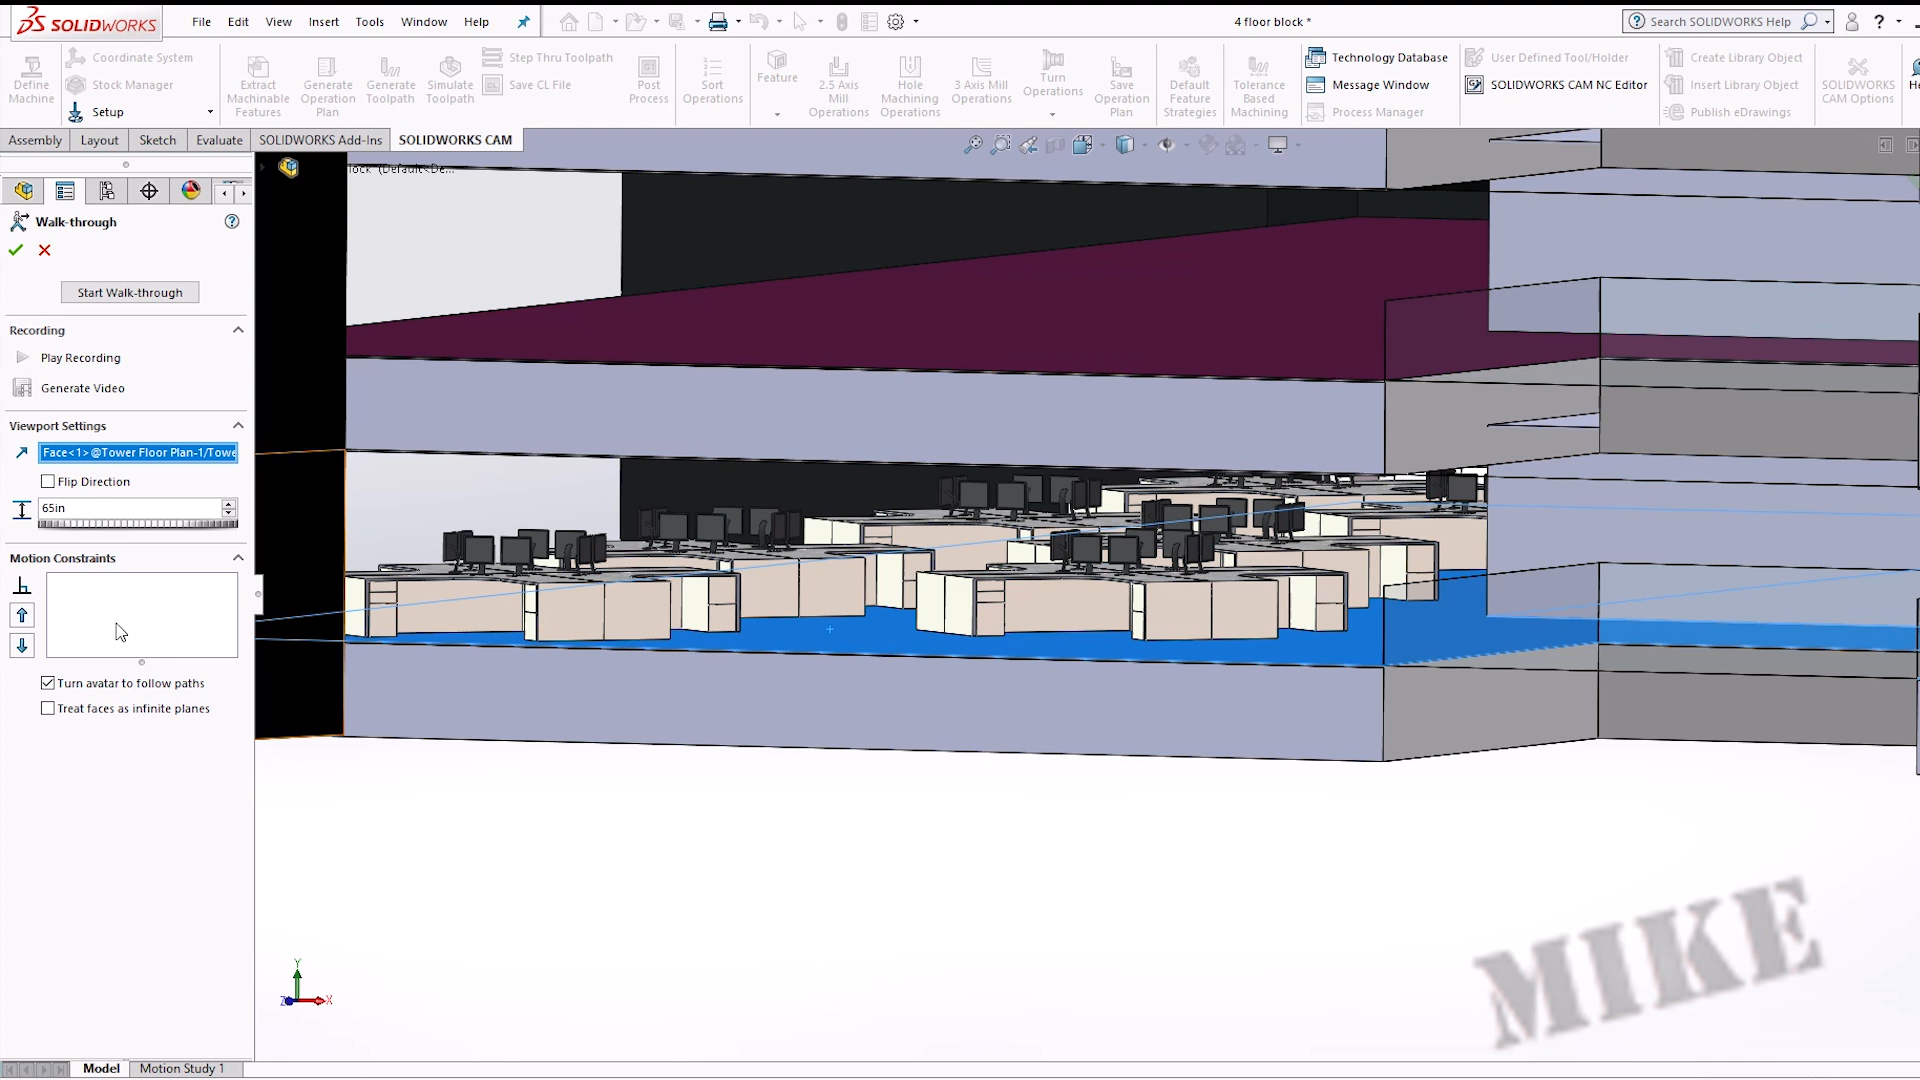 SOLIDWORKS
File Edit View Insert Tools Window Help
4 floor block *
Search SOLIDWORKS Help
?
Define Machine
Coordinate System
Stock Manager
Setup
Extract Machinable Features
Generate Operation Plan
Generate Toolpath
Simulate Toolpath
Step Thru Toolpath
Save CL File
Post Process
Sort Operations
Feature
2.5 Axis Mill Operations
Hole Machining Operations
3 Axis Mill Operations
Turn Operations
Save Operation Plan
Default Feature Strategies
Tolerance Based Machining
Technology Database
Message Window
Process Manager
User Defined Tool/Holder
SOLIDWORKS CAM NC Editor
Create Library Object
Insert Library Object
Publish eDrawings
SOLIDWORKS CAM Options
He
Assembly Layout Sketch Evaluate SOLIDWORKS Add-Ins SOLIDWORKS CAM
lock (Default<De...
Walk-through
Start Walk-through
Recording
Play Recording
Generate Video
Viewport Settings
Face<1>@Tower Floor Plan-1/Towe
Flip Direction
65in
Motion Constraints
Turn avatar to follow paths
Treat faces as infinite planes
Y
Z X
MIKE
Model Motion Study 1